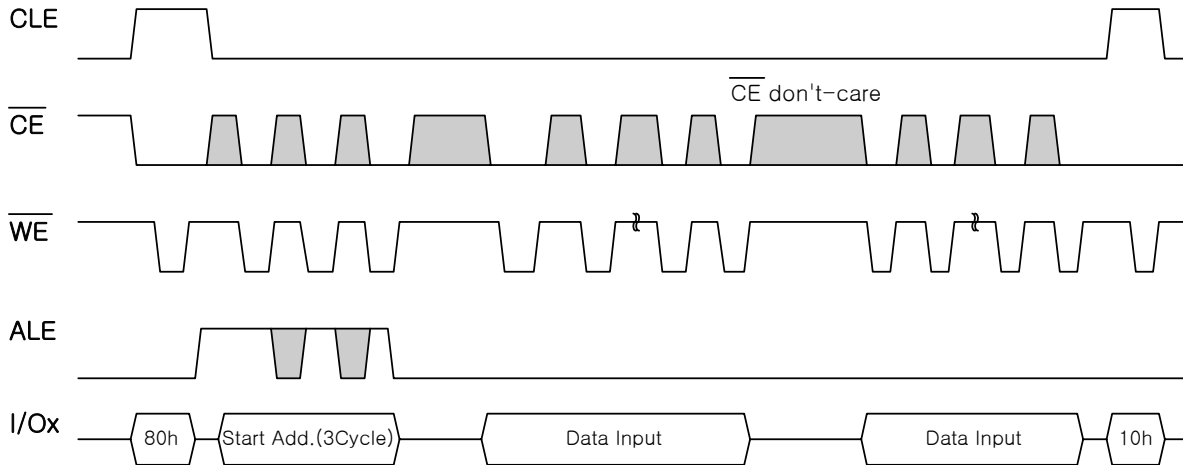 CLE
CE don't-care
CE
WE
ALE
I/Ox
80h
Start Add.(3Cycle)
Data Input
Data Input
10h